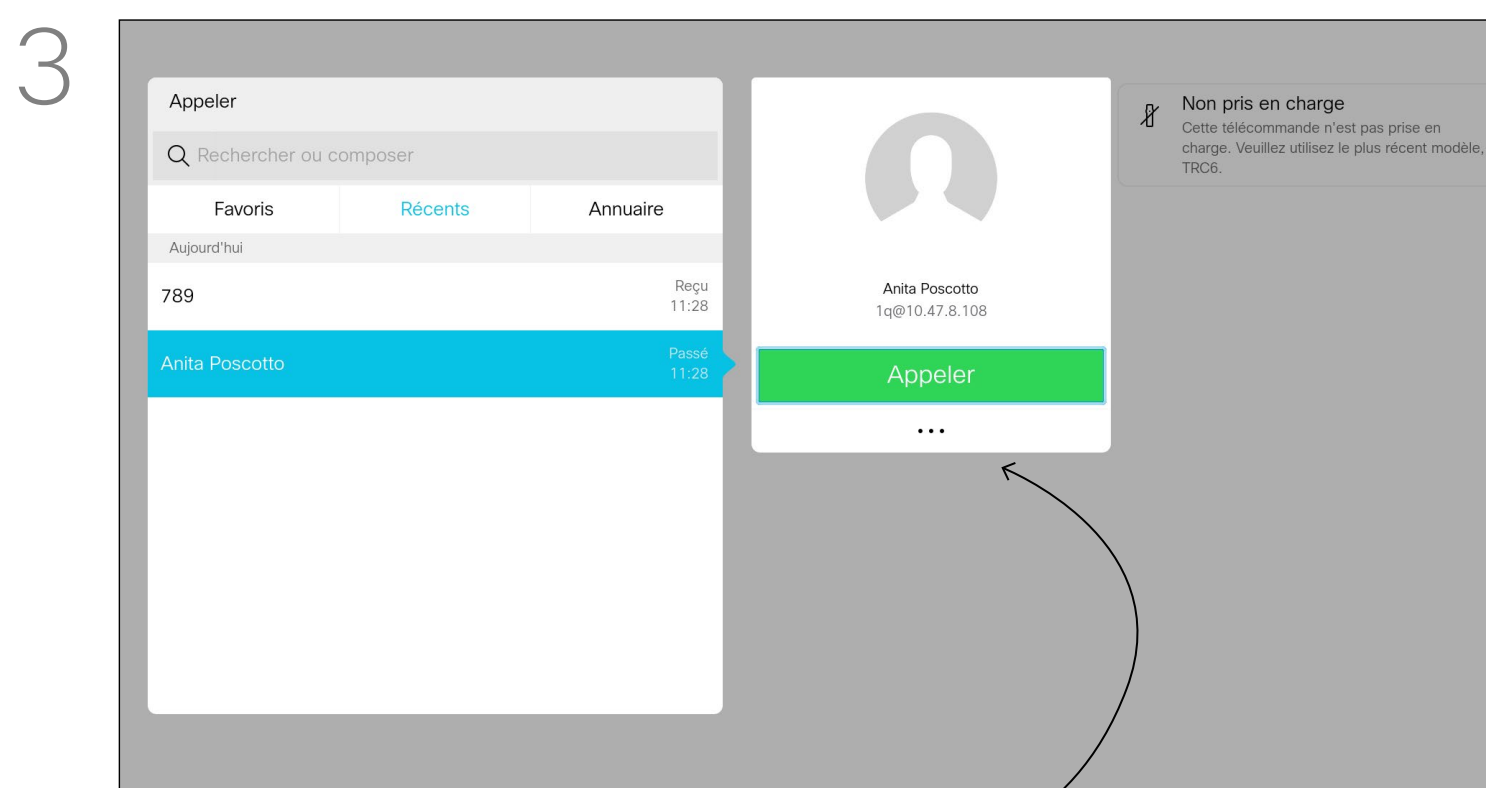 3
Appeler
Rechercher ou composer
Favoris Récents Annuaire
Aujourd'hui
789
Reçu
11:28
Anita Poscotto
Passé
11:28
Anita Poscotto
1q@10.47.8.108
Appeler
...
Non pris en charge
Cette télécommande n'est pas prise en
charge. Veuillez utilisez le plus récent modèle,
TRC6.